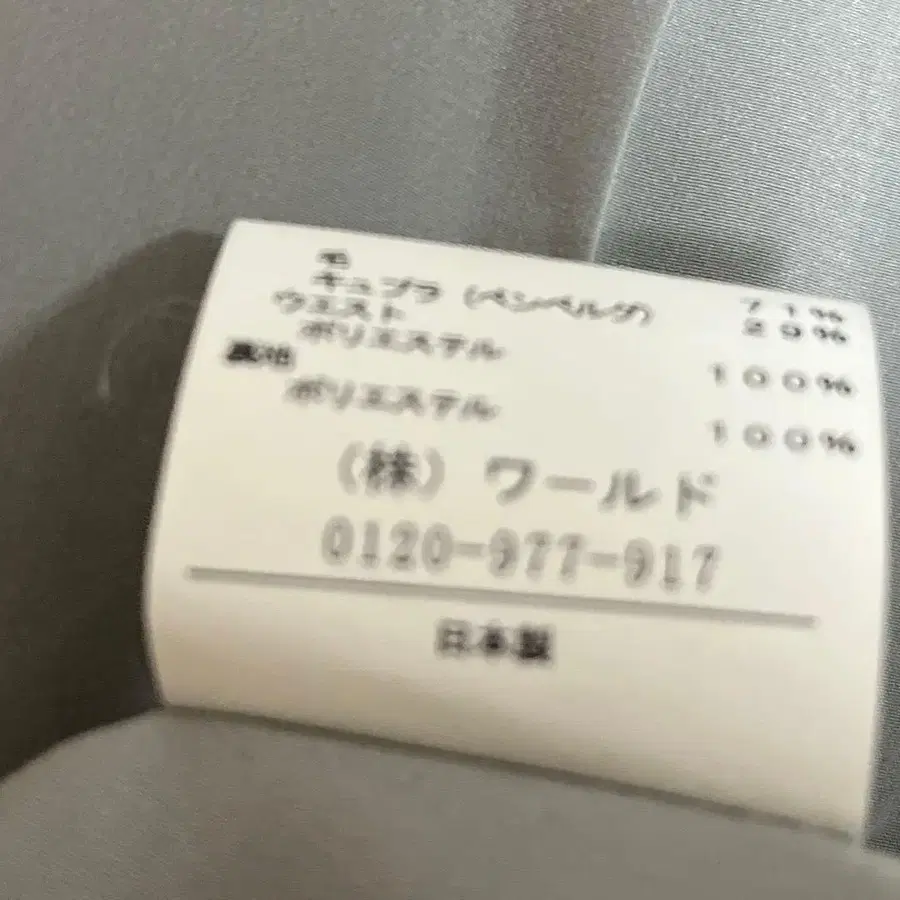 毛 71%
キュプラ (ベンベルグ) 29%
ウエスト
ポリエステル 100%
裏地
ポリエステル 100%
(株) ワールド
0120-977-917
日本製